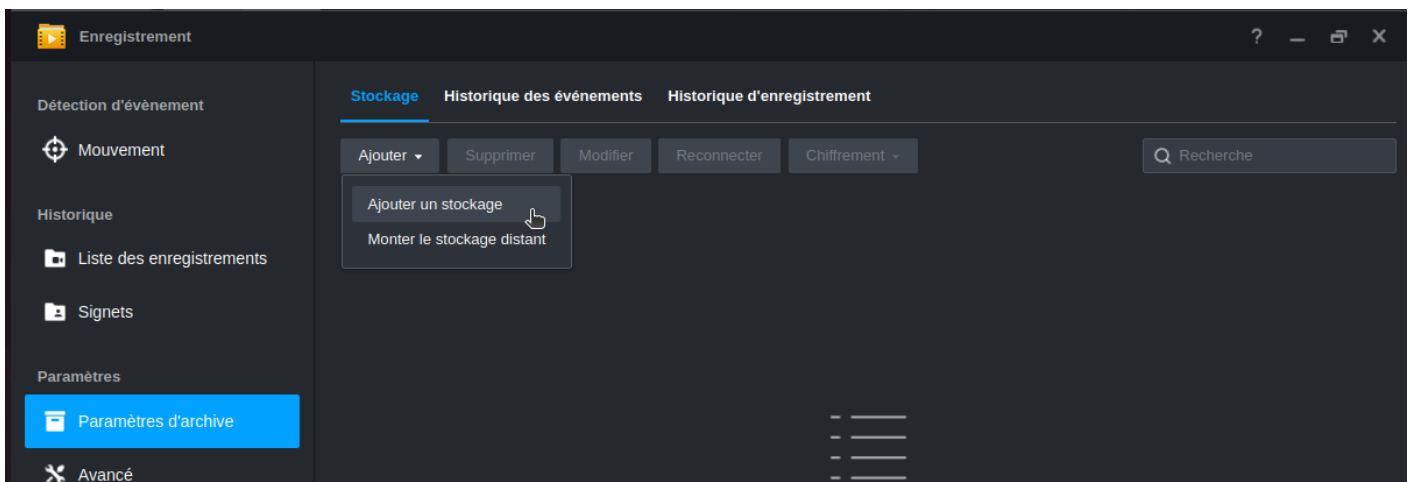 Enregistrement
Détection d'évènement
Mouvement
Historique
Liste des enregistrements
Signets
Paramètres
Paramètres d'archive
Avancé
Stockage Historique des événements Historique d'enregistrement
Ajouter Supprimer Modifier Reconnecter Chiffrement Recherche
Ajouter un stockage
Monter le stockage distant